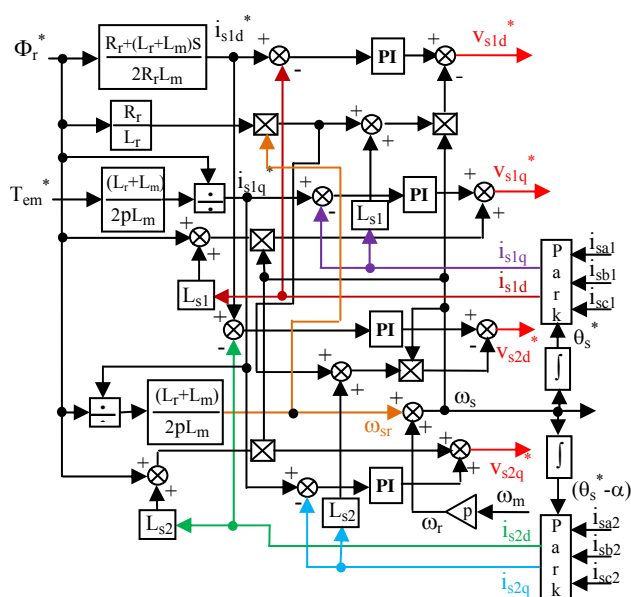 Φr*
Rr+(Lr+Lm)S
2RrLm
is1d*
+
-
PI
+
-
vs1d*
Rr
Lr
+
+
Tem*
(Lr+Lm)
2pLm
÷
is1q*
+
-
PI
+
+
vs1q*
Ls1
+
+
is1q
is1d
Ls1
Park
isa1
isb1
isc1
θs*
∫
+
-
PI
+
-
vs2d*
+
+
÷
(Lr+Lm)
2pLm
ωsr
+
+
ωs
∫
+
+
vs2q*
+
-
PI
+
+
(θs*-α)
Ls2
Ls2
ωr
p
ωm
is2d
is2q
Park
isa2
isb2
isc2